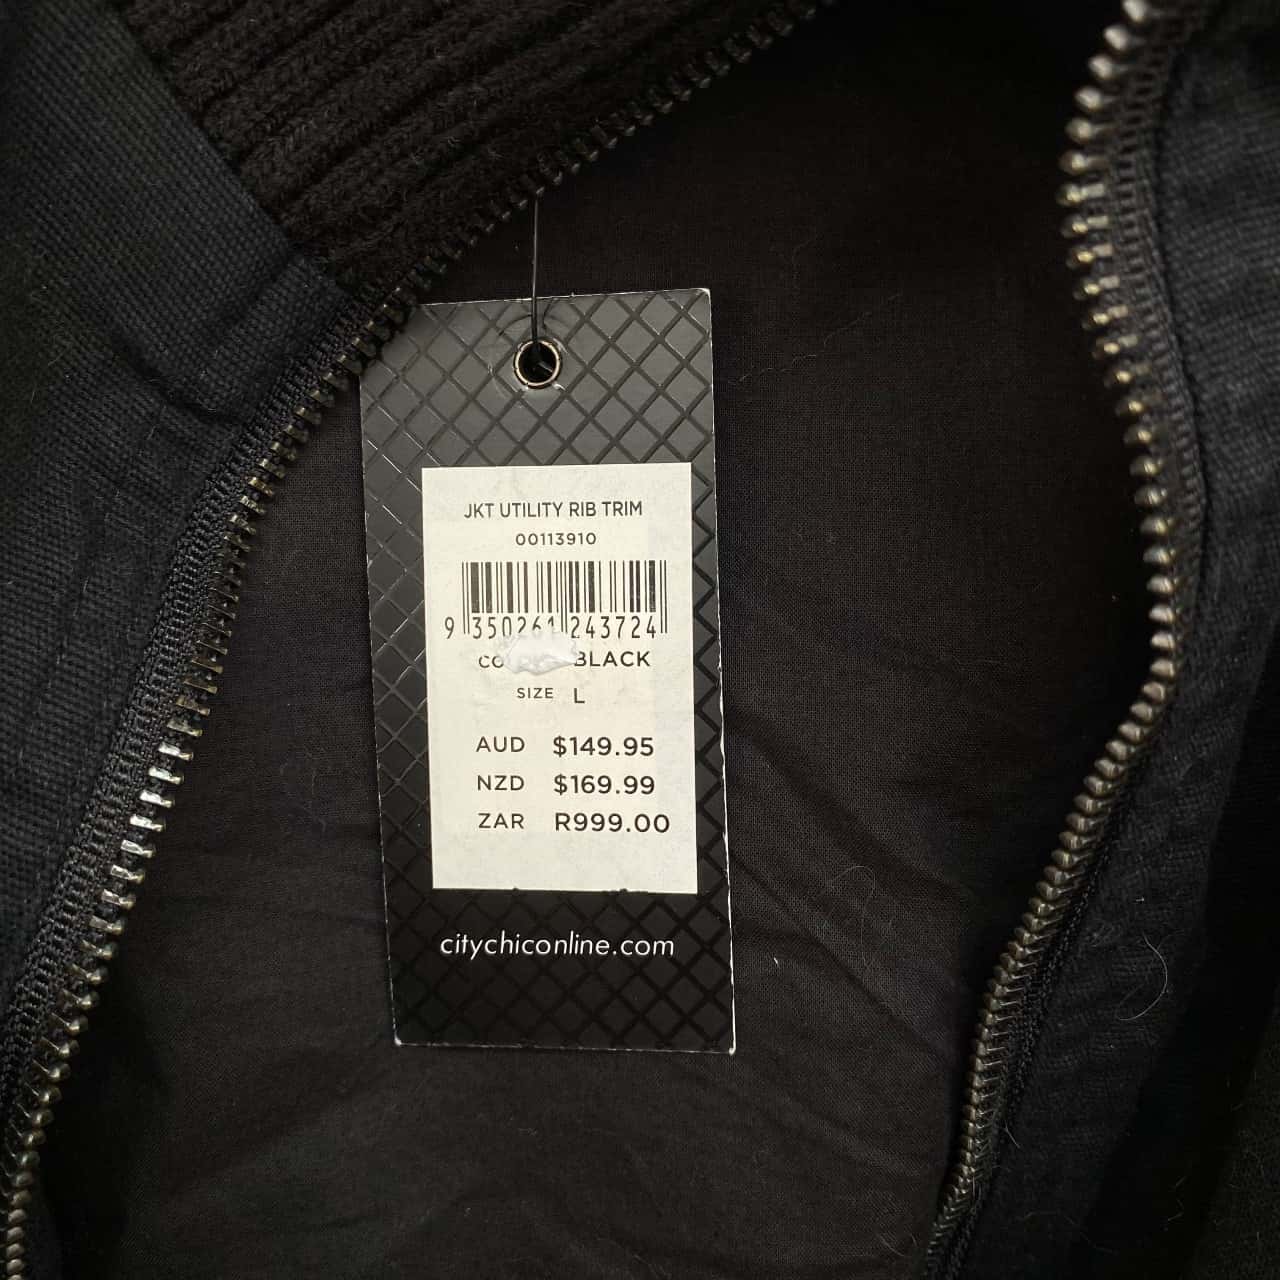 JKT UTILITY RIB TRIM
00113910
9 350261 243724
BLACK
SIZE L
AUD $149.95
NZD $169.99
ZAR R999.00
citychiconline.com